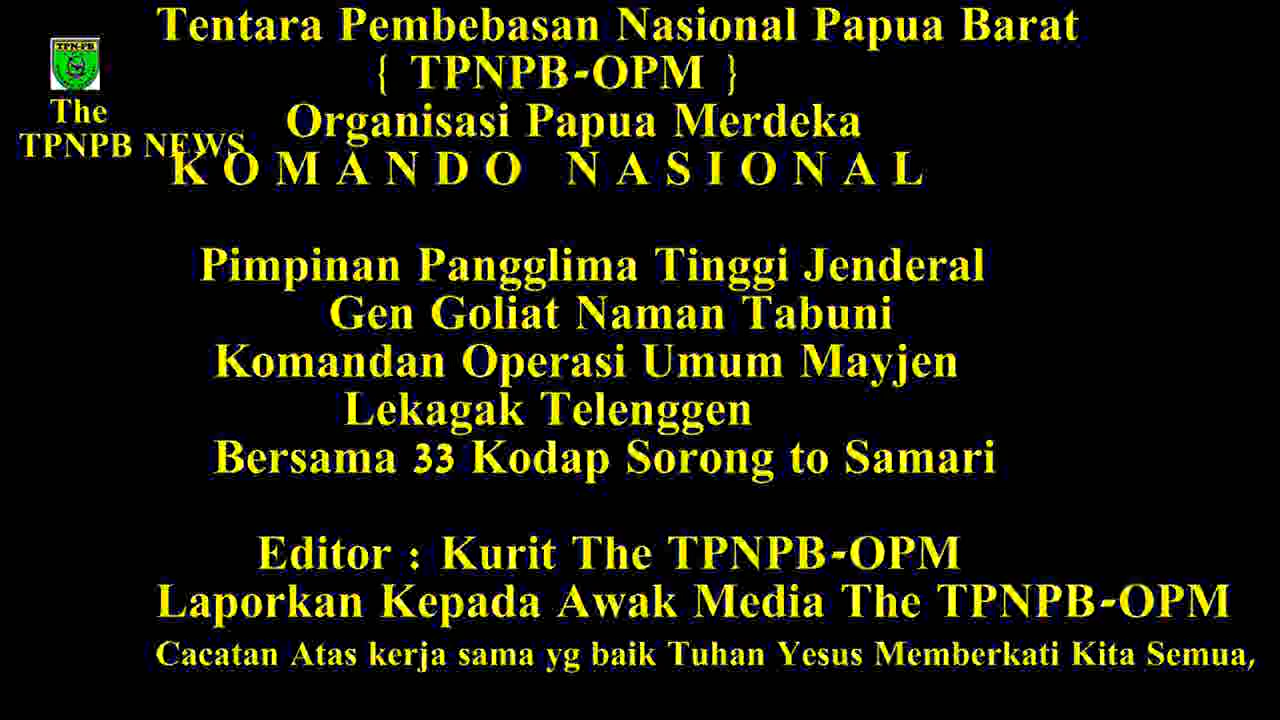 Tentara Pembebasan Nasional Papua Barat
{ TPNPB-OPM }
TPN-PB
The
TPNPB NEWS
Organisasi Papua Merdeka
KOMANDO NASIONAL
Pimpinan Pangglima Tinggi Jenderal
Gen Goliat Naman Tabuni
Komandan Operasi Umum Mayjen
Lekagak Telenggen
Bersama 33 Kodap Sorong to Samari
Editor : Kurit The TPNPB-OPM
Laporkan Kepada Awak Media The TPNPB-OPM
Cacatan Atas kerja sama yg baik Tuhan Yesus Memberkati Kita Semua,